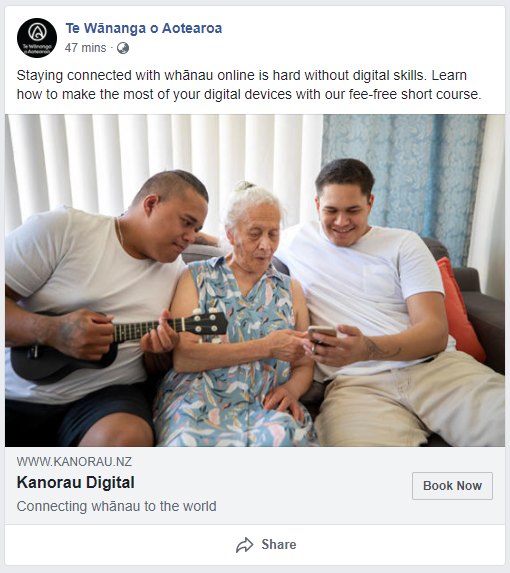 Te Wānanga o Aotearoa
Te Wānanga o Aotearoa
47 mins ·
Staying connected with whānau online is hard without digital skills. Learn
how to make the most of your digital devices with our fee-free short course.
WWW.KANORAU.NZ
Kanorau Digital
Connecting whānau to the world
Book Now
Share